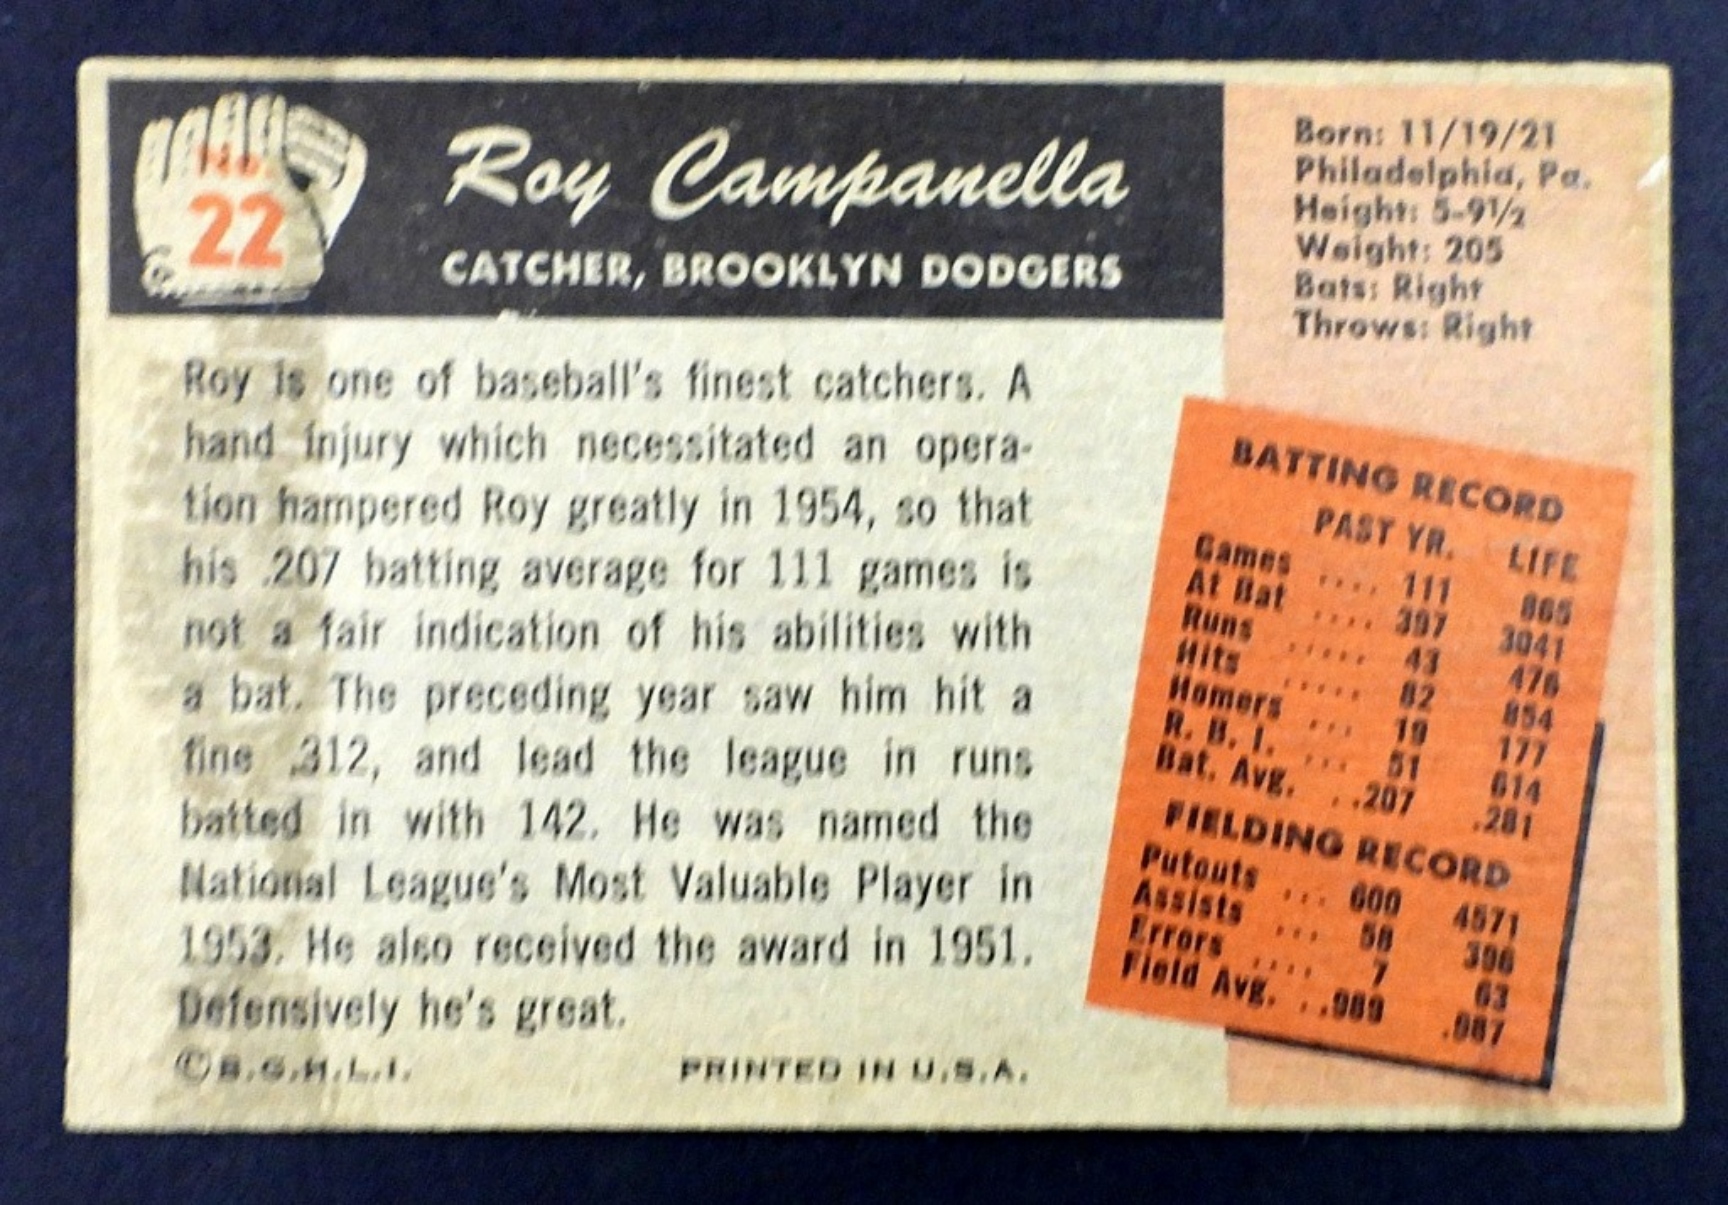 No.
22
Roy Campanella
CATCHER, BROOKLYN DODGERS
Born: 11/19/21
Philadelphia, Pa.
Height: 5-9½
Weight: 205
Bats: Right
Throws: Right
Roy is one of baseball's finest catchers. A
hand injury which necessitated an opera-
tion hampered Roy greatly in 1954, so that
his .207 batting average for 111 games is
not a fair indication of his abilities with
a bat. The preceding year saw him hit a
fine .312, and lead the league in runs
batted in with 142. He was named the
National League's Most Valuable Player in
1953. He also received the award in 1951.
Defensively he's great.
©B.G.H.L.I. PRINTED IN U.S.A.
BATTING RECORD
PAST YR. LIFE
Games .... 111 865
At Bat .... 397 3041
Runs ..... 43 476
Hits ..... 82 854
Homers ... 19 177
R. B. I. ... 51 614
Bat. Avg. ..207 .281
FIELDING RECORD
Putouts ... 600 4571
Assists ... 58 396
Errors .... 7 63
Field Avg. ..989 .987